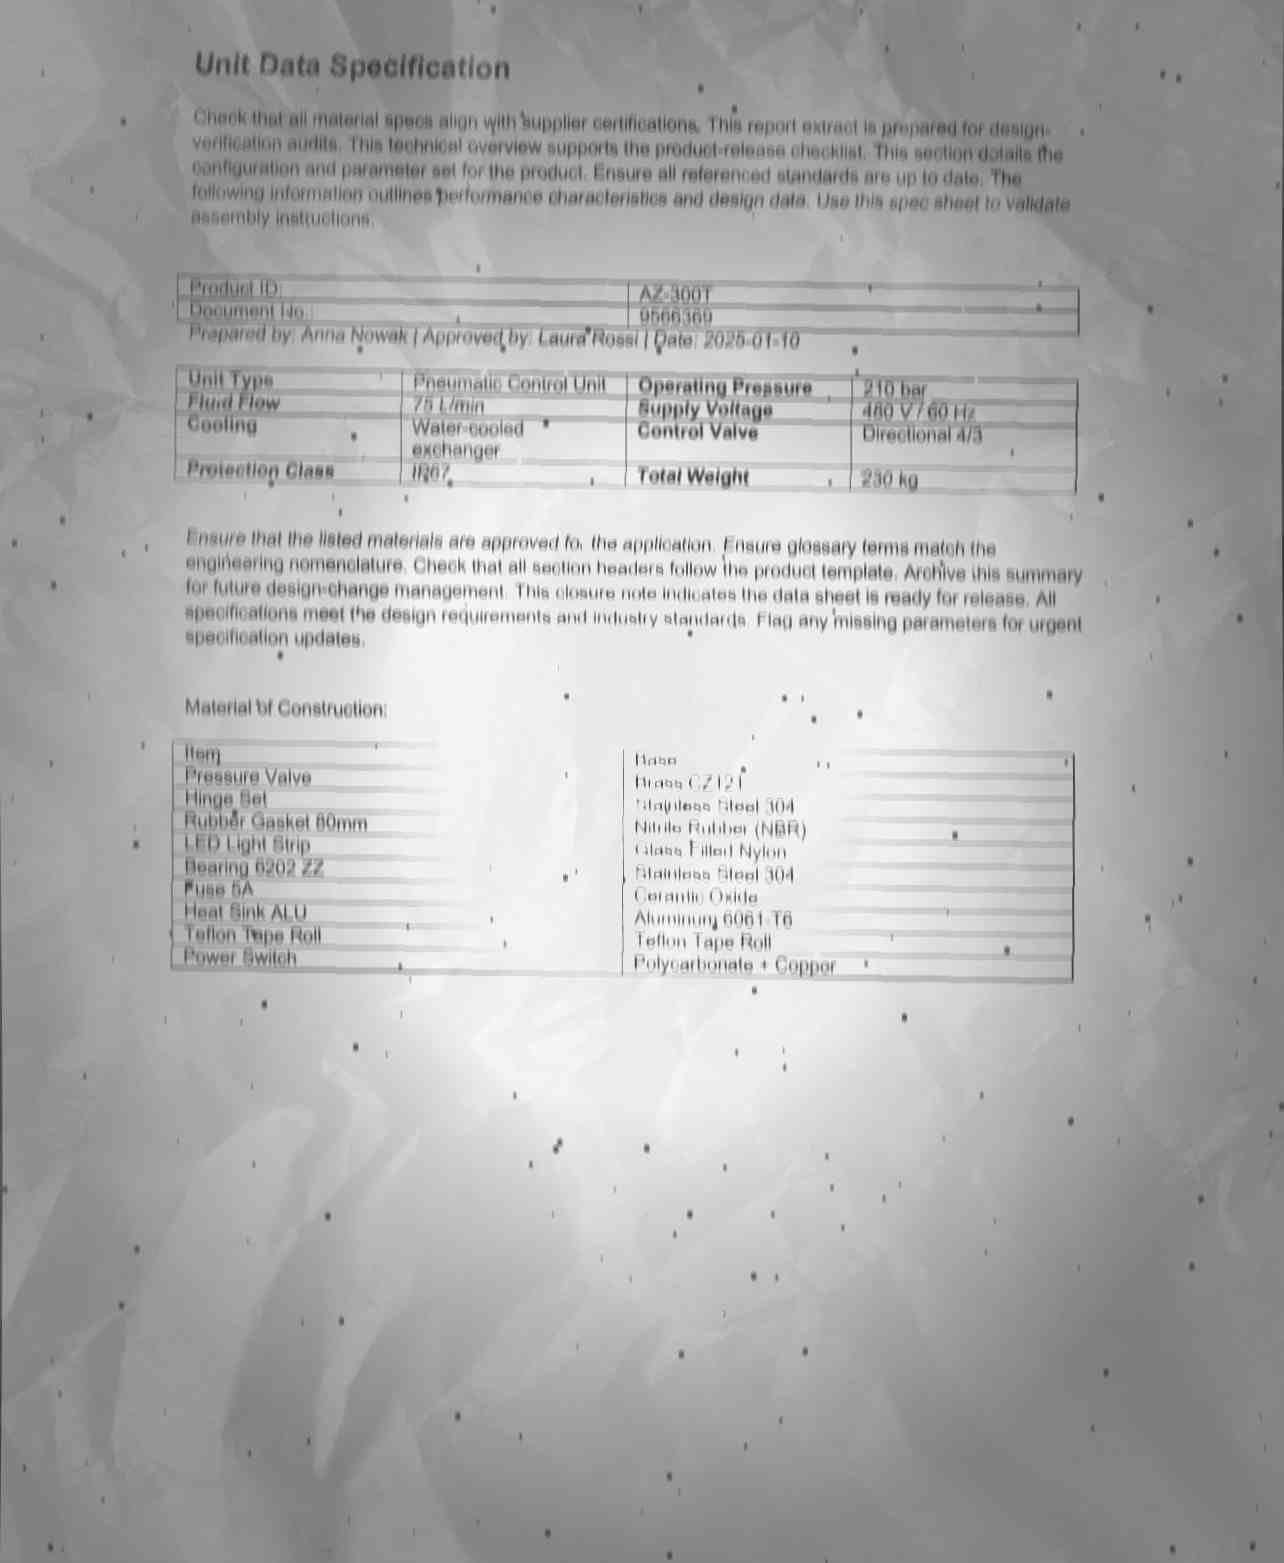 Unit Data Specification
Check that all material specs align with supplier certifications. This report extract is prepared for design-
verification audits. This technical overview supports the product-release checklist. This section details the
configuration and parameter set for the product. Ensure all referenced standards are up to date. The
following information outlines performance characteristics and design data. Use this spec sheet to validate
assembly instructions.
Product ID: AZ-300T
Document No.: 9566369
Prepared by: Anna Nowak | Approved by: Laura Rossi | Date: 2025-01-10
Unit Type Pneumatic Control Unit Operating Pressure 210 bar
Fluid Flow 75 L/min Supply Voltage 480 V / 60 Hz
Cooling Water-cooled Control Valve Directional 4/3
exchanger
Protection Class IP67 Total Weight 230 kg
Ensure that the listed materials are approved for the application. Ensure glossary terms match the
engineering nomenclature. Check that all section headers follow the product template. Archive this summary
for future design-change management. This closure note indicates the data sheet is ready for release. All
specifications meet the design requirements and industry standards. Flag any missing parameters for urgent
specification updates.
Material of Construction:
Item Base
Pressure Valve Brass CZ121
Hinge Set Stainless Steel 304
Rubber Gasket 60mm Nitrile Rubber (NBR)
LED Light Strip Glass Filled Nylon
Bearing 6202 ZZ Stainless Steel 304
Fuse 5A Ceramic Oxide
Heat Sink ALU Aluminum 6061-T6
Teflon Tape Roll Teflon Tape Roll
Power Switch Polycarbonate + Copper